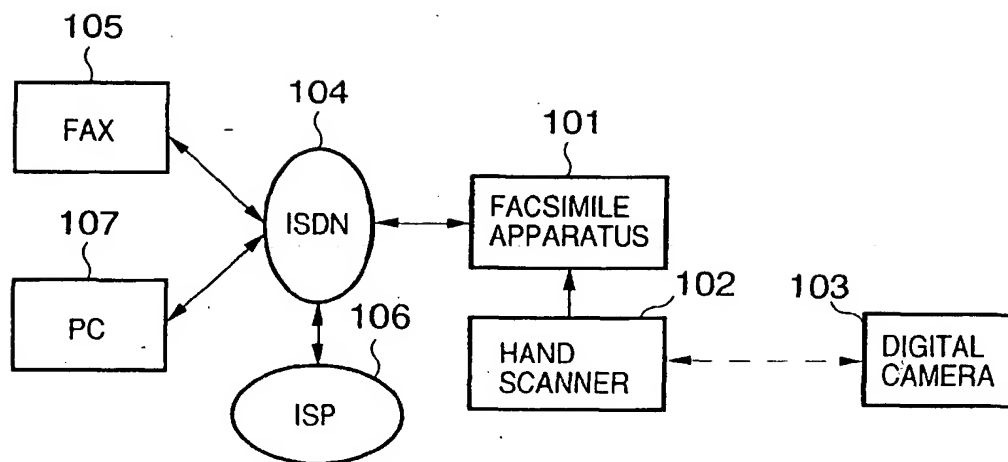 105
FAX
104
ISDN
101
FACSIMILE
APPARATUS
107
PC
106
ISP
102
HAND
SCANNER
103
DIGITAL
CAMERA